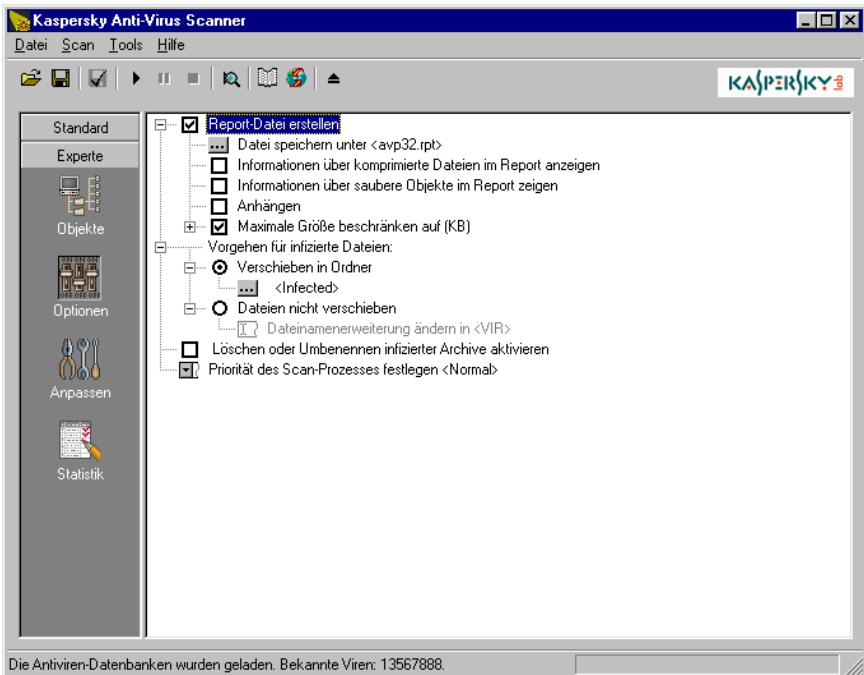 Kaspersky Anti-Virus Scanner
Datei Scan Tools Hilfe
KASPERSKY lab
Standard
Experte
Objekte
Optionen
Anpassen
Statistik
Report-Datei erstellen
... Datei speichern unter <avp32.rpt>
Informationen über komprimierte Dateien im Report anzeigen
Informationen über saubere Objekte im Report zeigen
Anhängen
Maximale Größe beschränken auf (KB)
Vorgehen für infizierte Dateien:
Verschieben in Ordner
... <Infected>
Dateien nicht verschieben
Dateinamenerweiterung ändern in <VIR>
Löschen oder Umbenennen infizierter Archive aktivieren
Priorität des Scan-Prozesses festlegen <Normal>
Die Antiviren-Datenbanken wurden geladen. Bekannte Viren: 13567888.